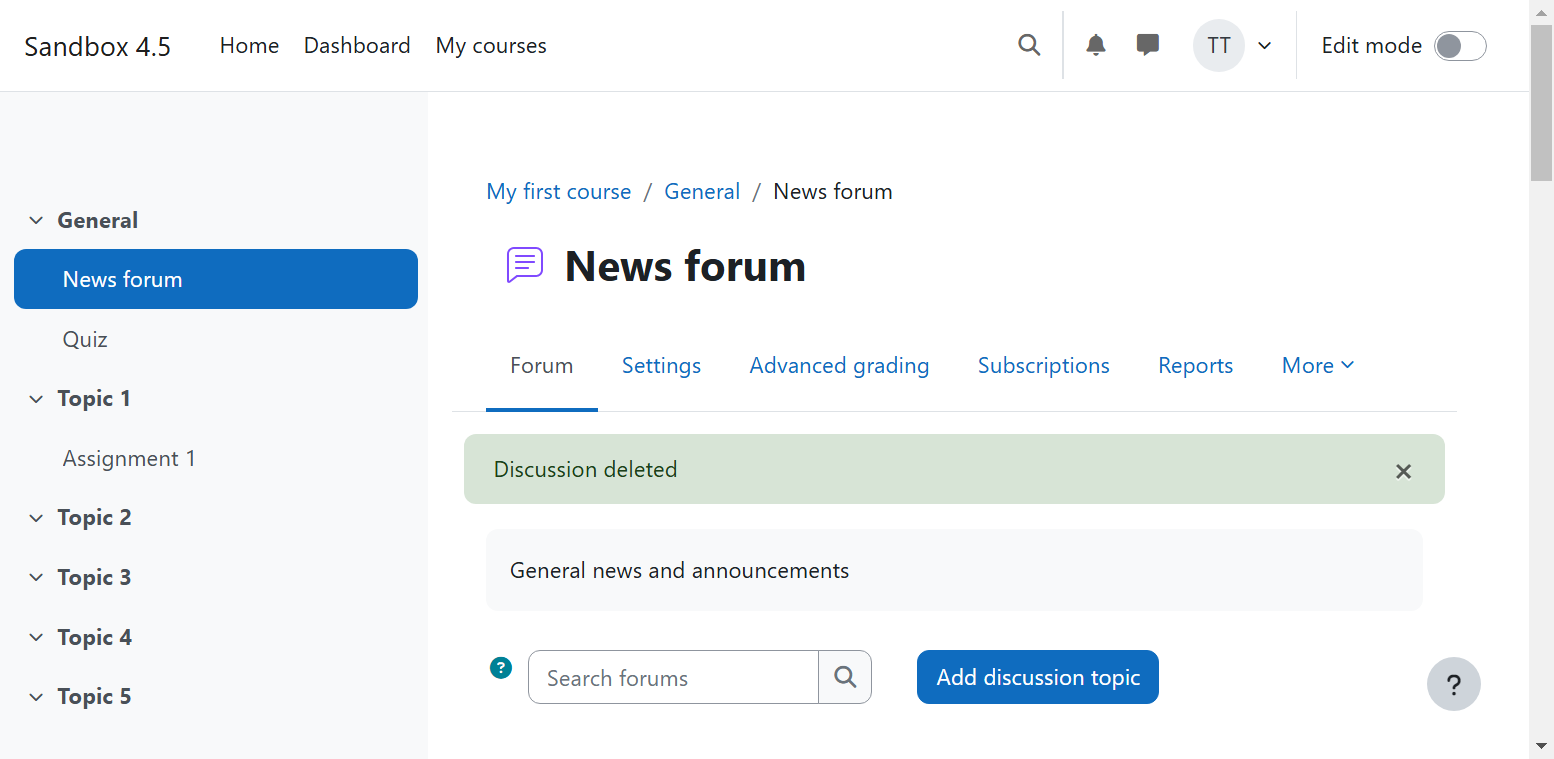 Sandbox 4.5 Home Dashboard My courses TT Edit mode
General
News forum
Quiz
Topic 1
Assignment 1
Topic 2
Topic 3
Topic 4
Topic 5
My first course / General / News forum
News forum
Forum Settings Advanced grading Subscriptions Reports More
Discussion deleted ×
General news and announcements
? Search forums Add discussion topic
?